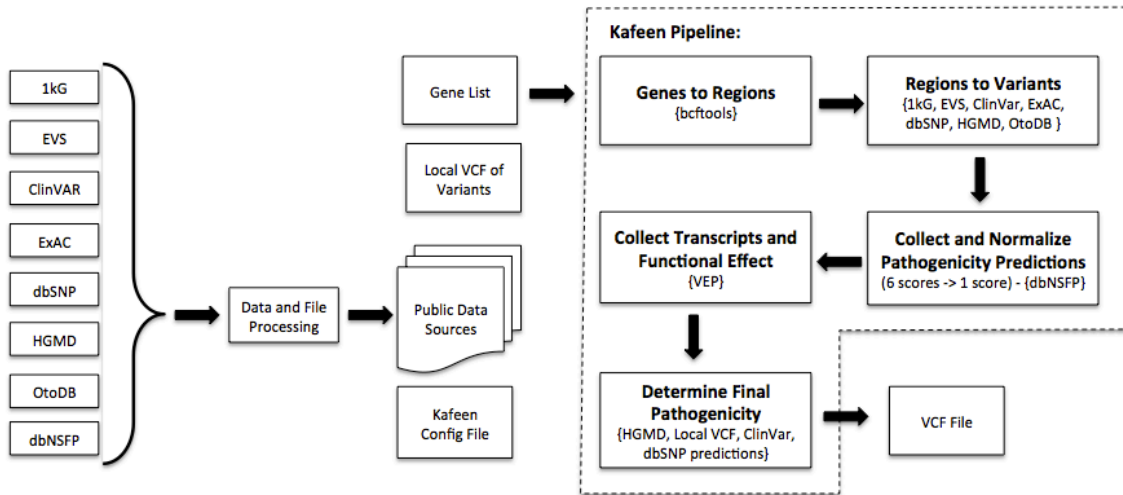 1kG
EVS
ClinVAR
ExAC
dbSNP
HGMD
OtoDB
dbNSFP
Data and File
Processing
Gene List
Local VCF of
Variants
Public Data
Sources
Kafeen
Config File
Kafeen Pipeline:
Genes to Regions
{bcftools}
Regions to Variants
{1kG, EVS, ClinVar, ExAC,
dbSNP, HGMD, OtoDB }
Collect and Normalize
Pathogenicity Predictions
(6 scores -> 1 score) - {dbNSFP}
Collect Transcripts and
Functional Effect
{VEP}
Determine Final
Pathogenicity
{HGMD, Local VCF, ClinVar,
dbSNP predictions}
VCF File